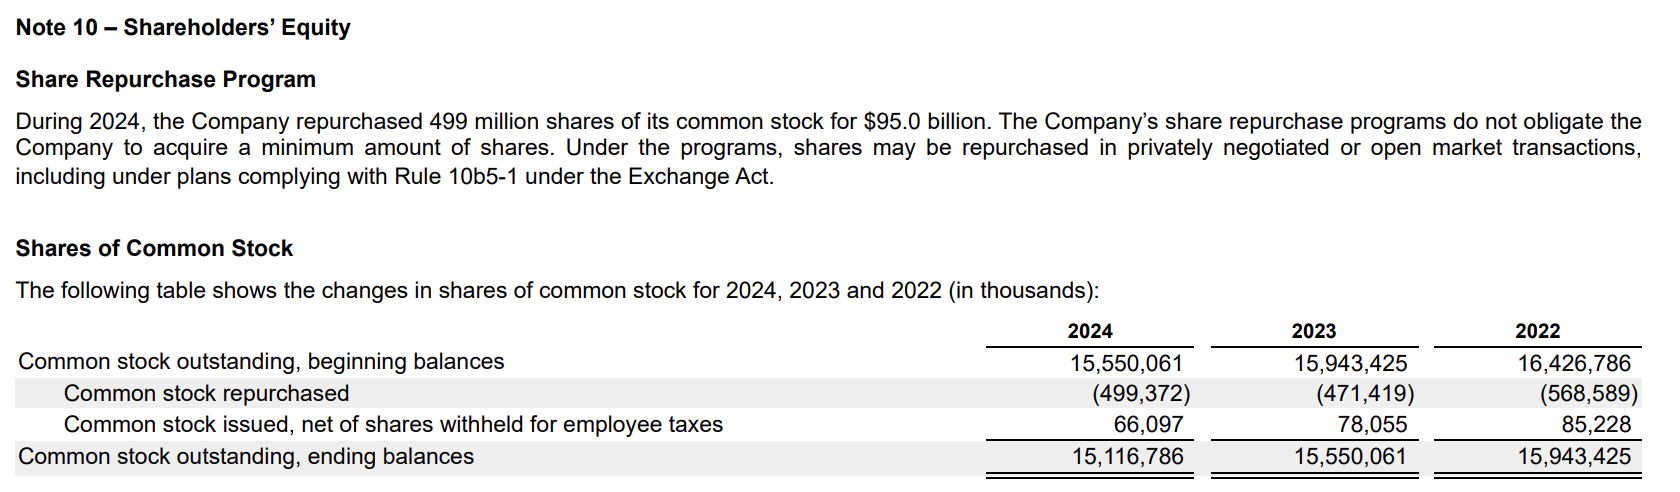 Note 10 – Shareholders’ Equity
Share Repurchase Program
During 2024, the Company repurchased 499 million shares of its common stock for $95.0 billion. The Company’s share repurchase programs do not obligate the
Company to acquire a minimum amount of shares. Under the programs, shares may be repurchased in privately negotiated or open market transactions,
including under plans complying with Rule 10b5-1 under the Exchange Act.
Shares of Common Stock
The following table shows the changes in shares of common stock for 2024, 2023 and 2022 (in thousands):
2024 2023 2022
Common stock outstanding, beginning balances 15,550,061 15,943,425 16,426,786
Common stock repurchased (499,372) (471,419) (568,589)
Common stock issued, net of shares withheld for employee taxes 66,097 78,055 85,228
Common stock outstanding, ending balances 15,116,786 15,550,061 15,943,425